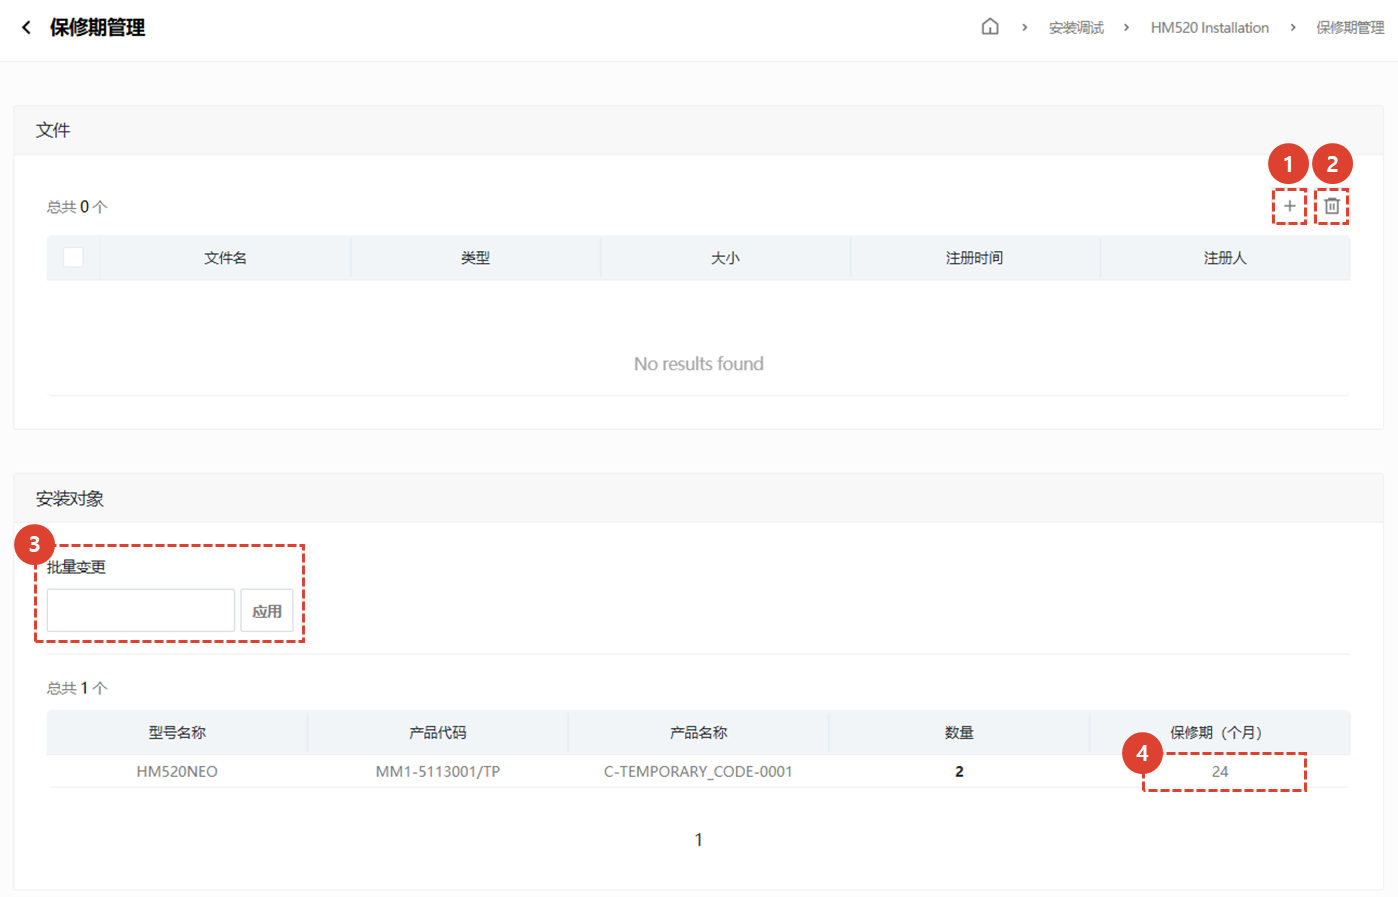 保修期管理
安装调试 > HM520 Installation > 保修期管理
文件
1 2
总共 0 个
文件名 类型 大小 注册时间 注册人
No results found
安装对象
3
批量变更
应用
总共 1 个
型号名称 产品代码 产品名称 数量 保修期（个月）
4
HM520NEO MM1-5113001/TP C-TEMPORARY_CODE-0001 2 24
1